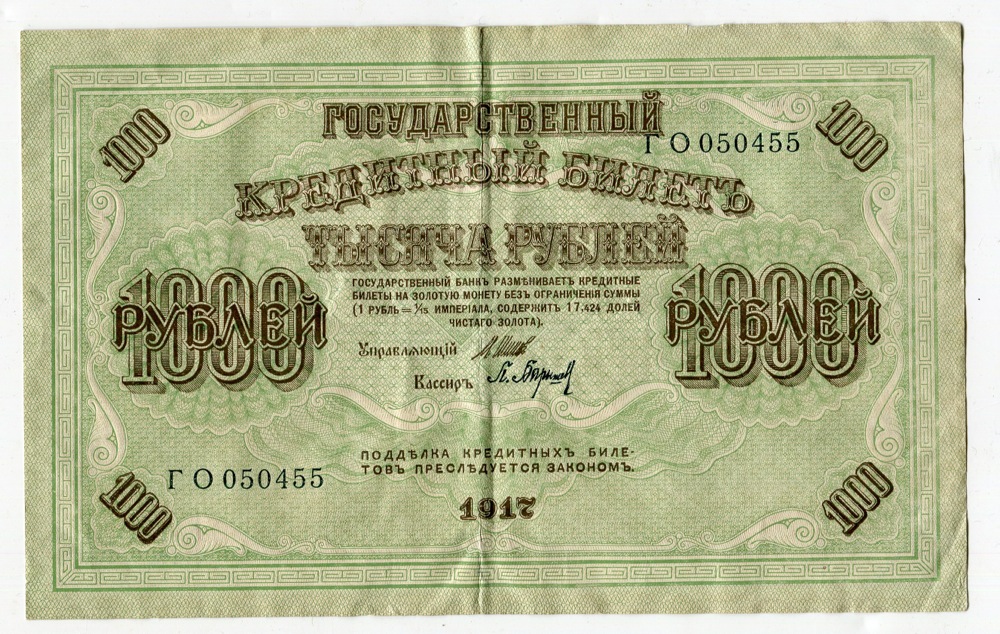 1000
1000
ГОСУДАРСТВЕННЫЙ
ГО 050455
КРЕДИТНЫЙ БИЛЕТЪ
ТЫСЯЧА РУБЛЕЙ
ГОСУДАРСТВЕННЫЙ БАНКЪ РАЗМѢНИВАЕТЪ КРЕДИТНЫЕ
БИЛЕТЫ НА ЗОЛОТУЮ МОНЕТУ БЕЗЪ ОГРАНИЧЕНІЯ СУММЫ
(1 РУБЛЬ = 1/15 ИМПЕРІАЛА, СОДЕРЖИТЪ 17.424 ДОЛЕЙ
ЧИСТАГО ЗОЛОТА).
1000
РУБЛЕЙ
1000
РУБЛЕЙ
Управляющій
Кассиръ
ПОДДѢЛКА КРЕДИТНЫХЪ БИЛЕ-
ТОВЪ ПРЕСЛѢДУЕТСЯ ЗАКОНОМЪ.
ГО 050455
1917
1000
1000